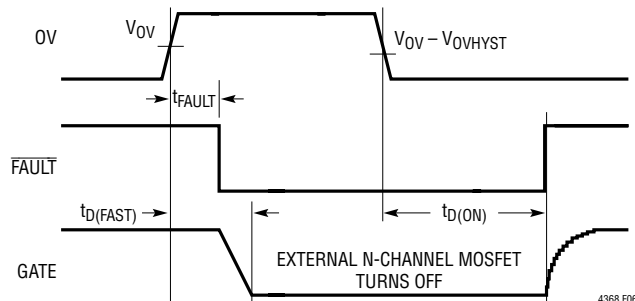 OV
V_OV
V_OV – V_OVHYST
t_FAULT
FAULT
t_D(FAST)
t_D(ON)
GATE
EXTERNAL N-CHANNEL MOSFET
TURNS OFF
4368 F06